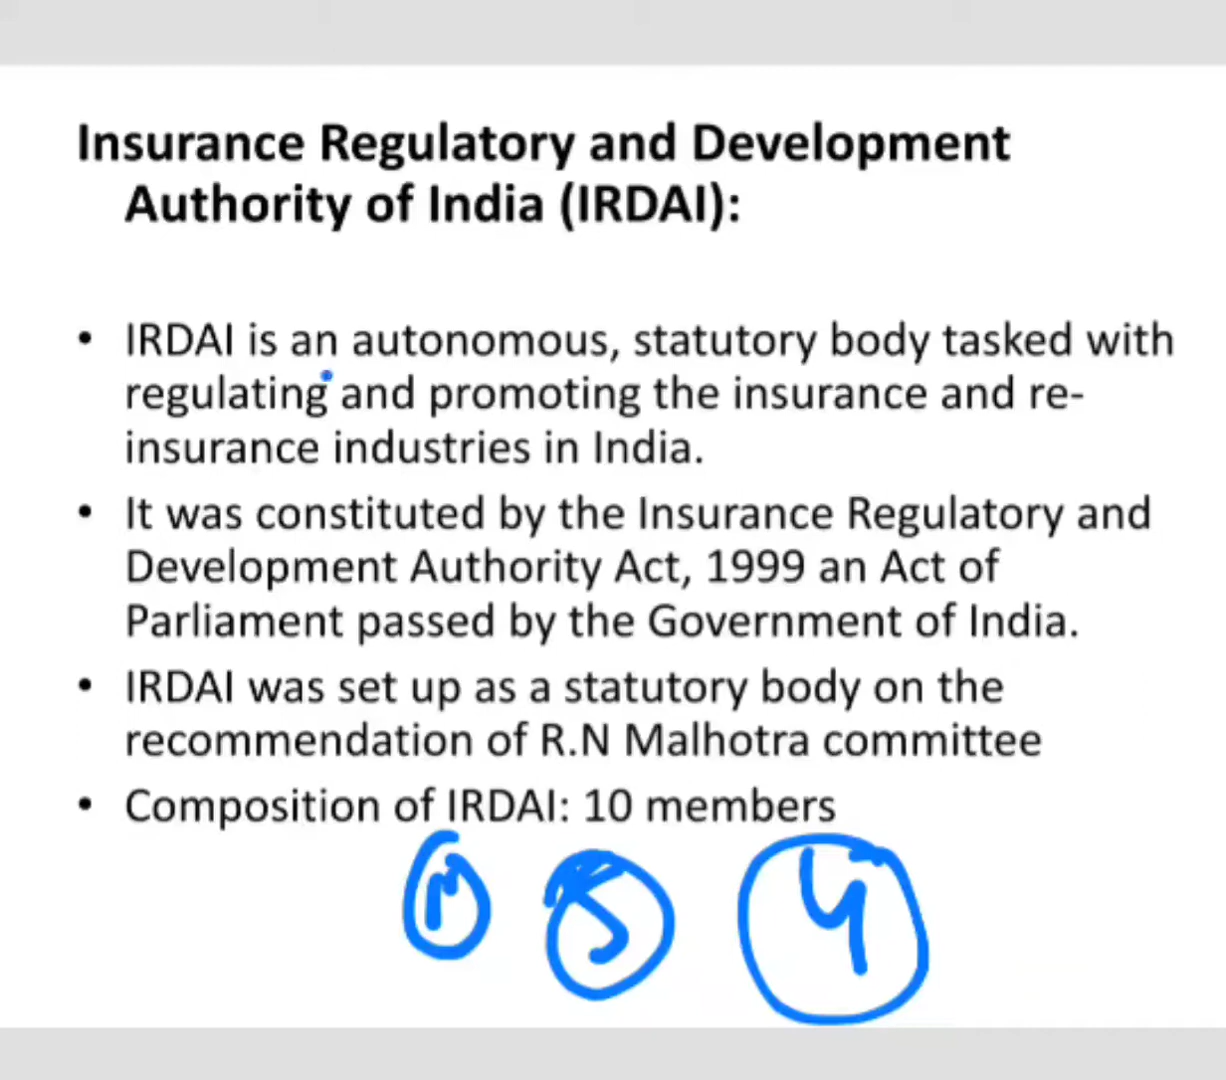 Insurance Regulatory and Development
Authority of India (IRDAI):
• IRDAI is an autonomous, statutory body tasked with
regulating and promoting the insurance and re-
insurance industries in India.
• It was constituted by the Insurance Regulatory and
Development Authority Act, 1999 an Act of
Parliament passed by the Government of India.
• IRDAI was set up as a statutory body on the
recommendation of R.N Malhotra committee
• Composition of IRDAI: 10 members
5 4